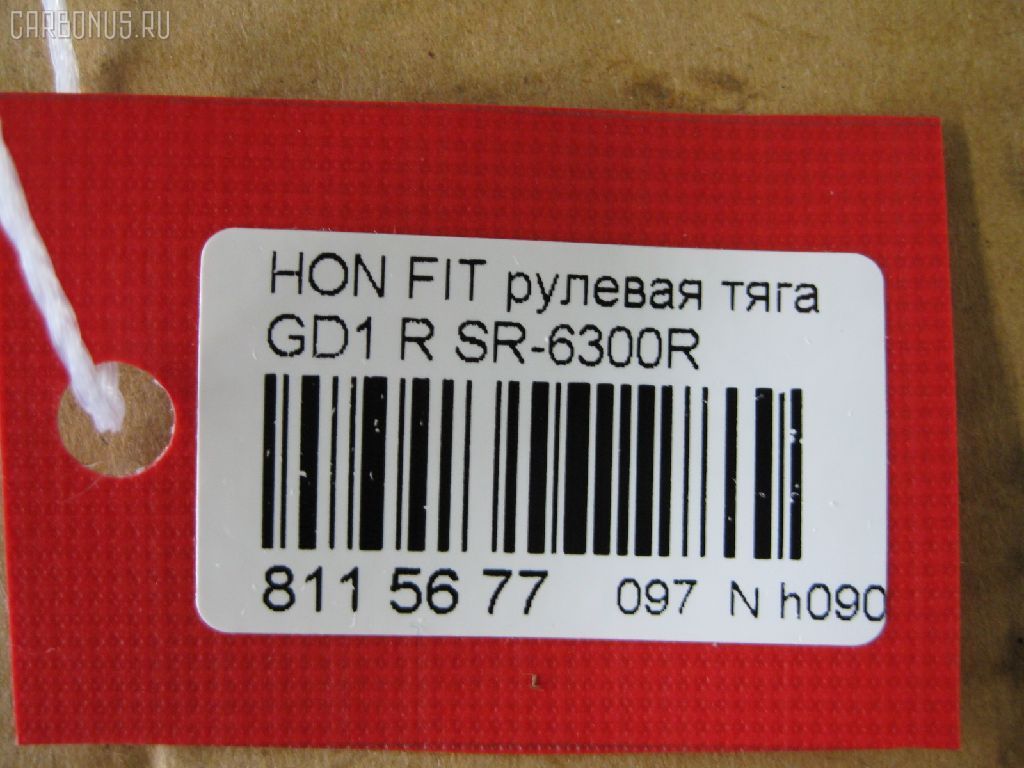 CARBONUS.RU
HON FIT рулевая тяга
GD1 R SR-6300R
811 56 77 097 N h090